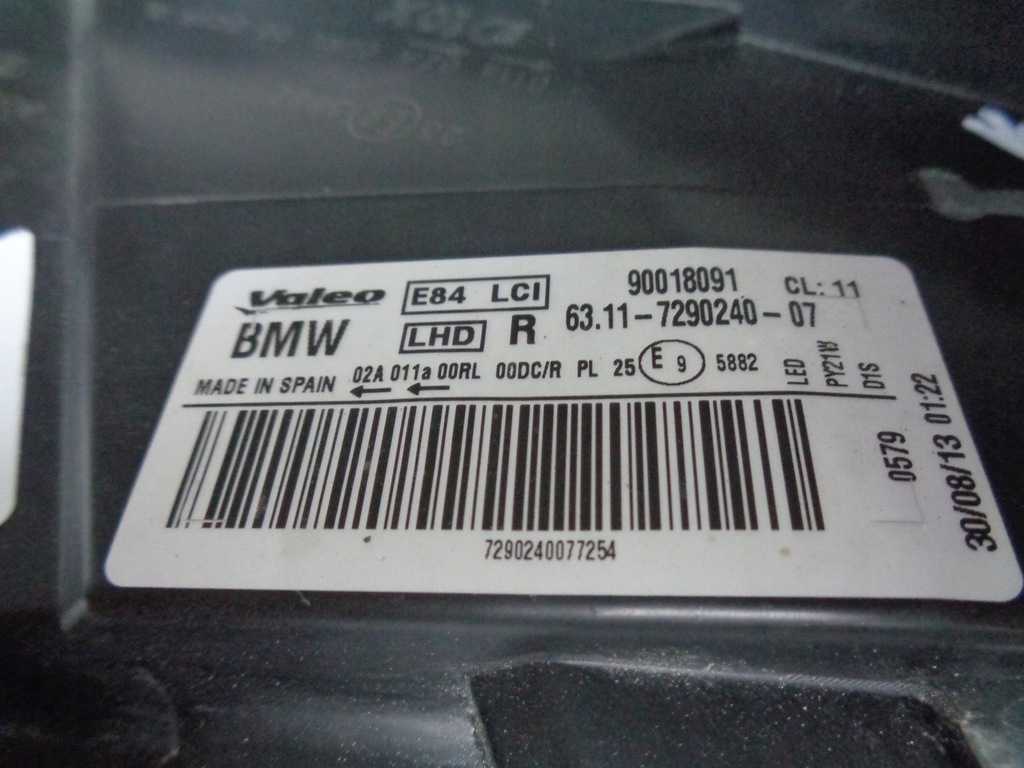 Valeo E84 LCI 90018091 CL: 11
BMW LHD R 63.11-7290240-07
MADE IN SPAIN 02A 011a 00RL 00DC/R PL 25 E 9 5882
LED
PY21W
D1S
0579
30/08/13 01:22
7290240077254